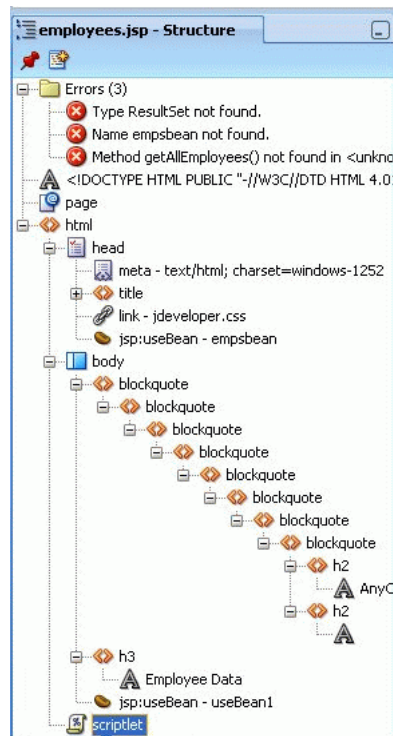 employees.jsp - Structure
Errors (3)
Type ResultSet not found.
Name empsbean not found.
Method getAllEmployees() not found in <unkno
<!DOCTYPE HTML PUBLIC "-//W3C//DTD HTML 4.01
page
html
head
meta - text/html; charset=windows-1252
title
link - jdeveloper.css
jsp:useBean - empsbean
body
blockquote
blockquote
blockquote
blockquote
blockquote
blockquote
blockquote
blockquote
h2
AnyC
h2
h3
Employee Data
jsp:useBean - useBean1
scriptlet